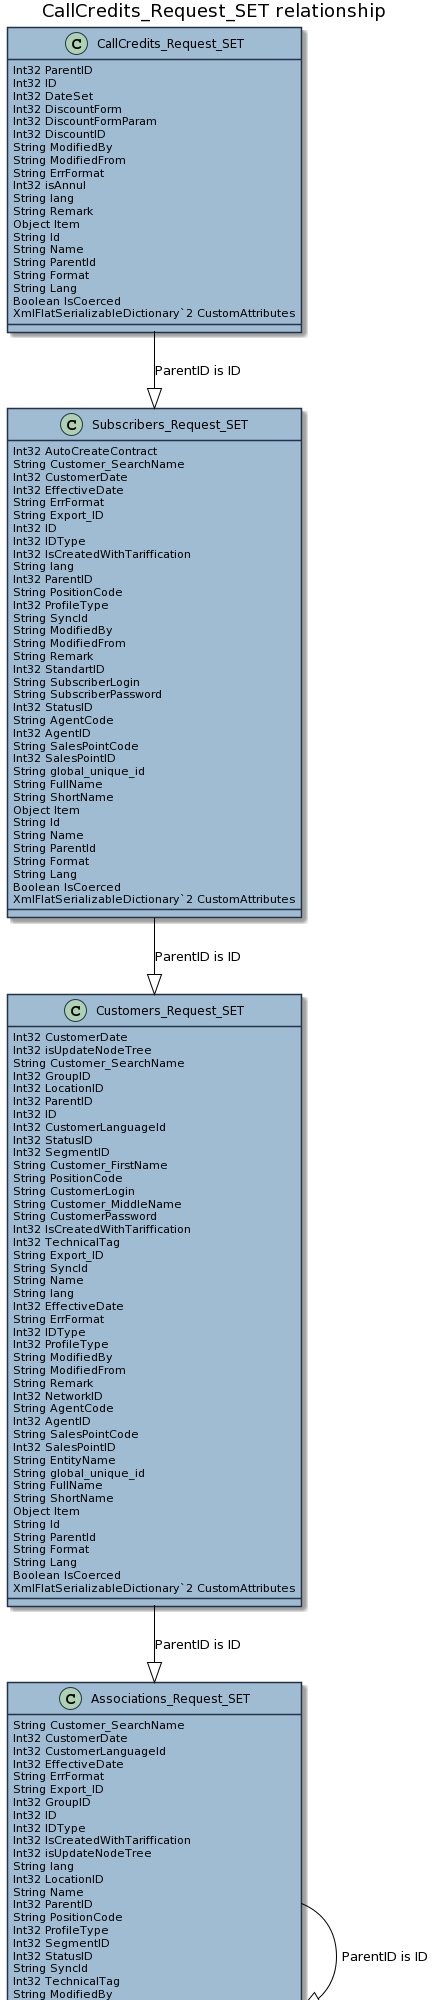 CallCredits_Request_SET relationship
C CallCredits_Request_SET
Int32 ParentID
Int32 ID
Int32 DateSet
Int32 DiscountForm
Int32 DiscountFormParam
Int32 DiscountID
String ModifiedBy
String ModifiedFrom
String ErrFormat
Int32 isAnnul
String lang
String Remark
Object Item
String Id
String Name
String ParentId
String Format
String Lang
Boolean IsCoerced
XmlFlatSerializableDictionary`2 CustomAttributes
ParentID is ID
C Subscribers_Request_SET
Int32 AutoCreateContract
String Customer_SearchName
Int32 CustomerDate
Int32 EffectiveDate
String ErrFormat
String Export_ID
Int32 ID
Int32 IDType
Int32 IsCreatedWithTariffication
String lang
Int32 ParentID
String PositionCode
Int32 ProfileType
String SyncId
String ModifiedBy
String ModifiedFrom
String Remark
Int32 StandartID
String SubscriberLogin
String SubscriberPassword
Int32 StatusID
String AgentCode
Int32 AgentID
String SalesPointCode
Int32 SalesPointID
String global_unique_id
String FullName
String ShortName
Object Item
String Id
String Name
String ParentId
String Format
String Lang
Boolean IsCoerced
XmlFlatSerializableDictionary`2 CustomAttributes
ParentID is ID
C Customers_Request_SET
Int32 CustomerDate
Int32 isUpdateNodeTree
String Customer_SearchName
Int32 GroupID
Int32 LocationID
Int32 ParentID
Int32 ID
Int32 CustomerLanguageId
Int32 StatusID
Int32 SegmentID
String Customer_FirstName
String PositionCode
String CustomerLogin
String Customer_MiddleName
String CustomerPassword
Int32 IsCreatedWithTariffication
Int32 TechnicalTag
String Export_ID
String SyncId
String Name
String lang
Int32 EffectiveDate
String ErrFormat
Int32 IDType
Int32 ProfileType
String ModifiedBy
String ModifiedFrom
String Remark
Int32 NetworkID
String AgentCode
Int32 AgentID
String SalesPointCode
Int32 SalesPointID
String EntityName
String global_unique_id
String FullName
String ShortName
Object Item
String Id
String ParentId
String Format
String Lang
Boolean IsCoerced
XmlFlatSerializableDictionary`2 CustomAttributes
ParentID is ID
C Associations_Request_SET
String Customer_SearchName
Int32 CustomerDate
Int32 CustomerLanguageId
Int32 EffectiveDate
String ErrFormat
String Export_ID
Int32 GroupID
Int32 ID
Int32 IDType
Int32 IsCreatedWithTariffication
Int32 isUpdateNodeTree
String lang
Int32 LocationID
String Name
Int32 ParentID
String PositionCode
Int32 ProfileType
Int32 SegmentID
ParentID is ID
Int32 StatusID
String SyncId
Int32 TechnicalTag
String ModifiedBy